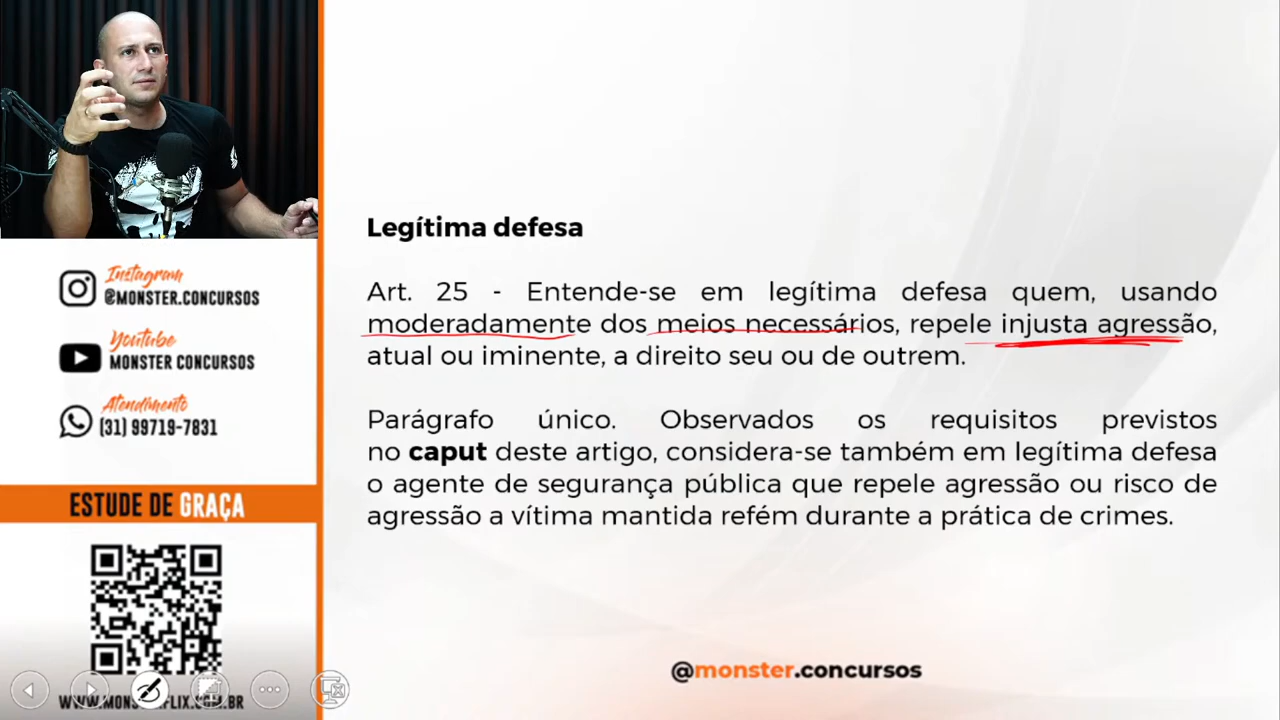 Instagram
@MONSTER.CONCURSOS
Youtube
MONSTER CONCURSOS
Atendimento
(31) 99719-7831
ESTUDE DE GRAÇA
Legítima defesa
Art. 25 - Entende-se em legítima defesa quem, usando
moderadamente dos meios necessários, repele injusta agressão,
atual ou iminente, a direito seu ou de outrem.
Parágrafo único. Observados os requisitos previstos
no caput deste artigo, considera-se também em legítima defesa
o agente de segurança pública que repele agressão ou risco de
agressão a vítima mantida refém durante a prática de crimes.
@monster.concursos